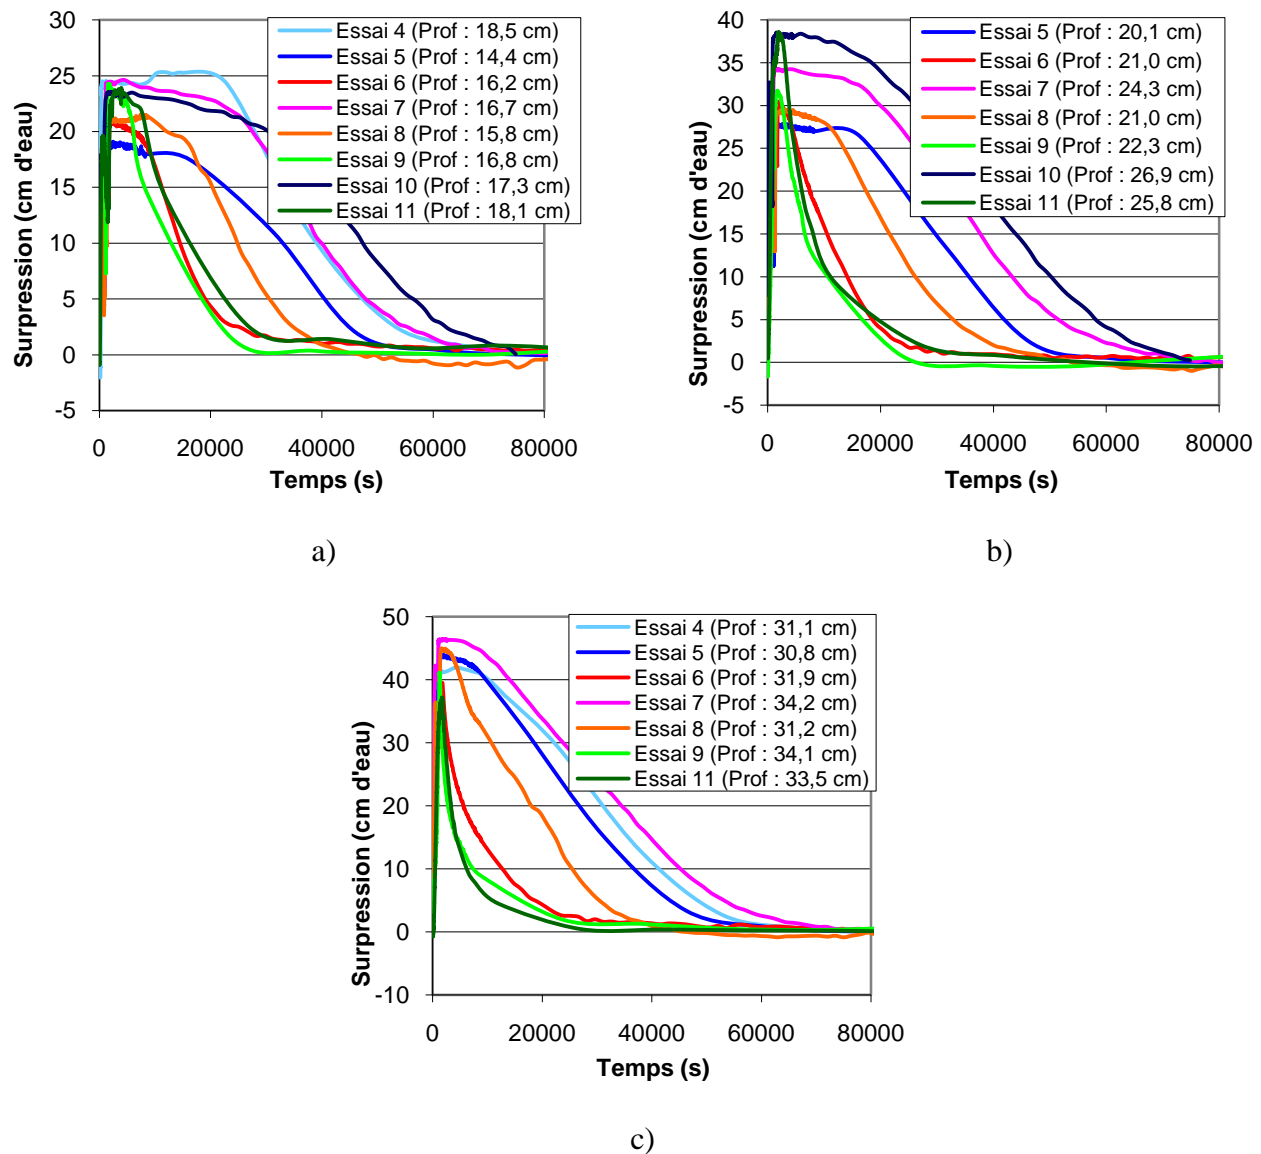 Surpression (cm d'eau)
30
25
20
15
10
5
0
-5
Essai 4 (Prof : 18,5 cm)
Essai 5 (Prof : 14,4 cm)
Essai 6 (Prof : 16,2 cm)
Essai 7 (Prof : 16,7 cm)
Essai 8 (Prof : 15,8 cm)
Essai 9 (Prof : 16,8 cm)
Essai 10 (Prof : 17,3 cm)
Essai 11 (Prof : 18,1 cm)
0 20000 40000 60000 80000
Temps (s)
a)
Surpression (cm d'eau)
40
35
30
25
20
15
10
5
0
-5
Essai 5 (Prof : 20,1 cm)
Essai 6 (Prof : 21,0 cm)
Essai 7 (Prof : 24,3 cm)
Essai 8 (Prof : 21,0 cm)
Essai 9 (Prof : 22,3 cm)
Essai 10 (Prof : 26,9 cm)
Essai 11 (Prof : 25,8 cm)
0 20000 40000 60000 80000
Temps (s)
b)
Surpression (cm d'eau)
50
40
30
20
10
0
-10
Essai 4 (Prof : 31,1 cm)
Essai 5 (Prof : 30,8 cm)
Essai 6 (Prof : 31,9 cm)
Essai 7 (Prof : 34,2 cm)
Essai 8 (Prof : 31,2 cm)
Essai 9 (Prof : 34,1 cm)
Essai 11 (Prof : 33,5 cm)
0 20000 40000 60000 80000
Temps (s)
c)